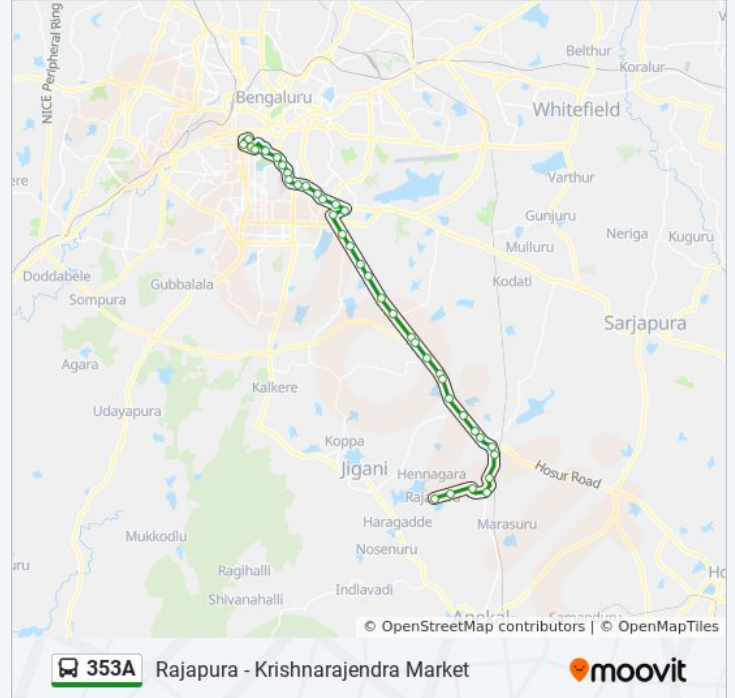 NICE Peripheral Ring
Belthur
Koralur
Bengaluru
Whitefield
Varthur
Gunjuru
Neriga
Kuguru
Mulluru
Doddabele
Kodati
Gubbalala
Sompura
Sarjapura
Agara
Kalkere
Udayapura
Koppa
Jigani
Hennagara
Hosur Road
Haragadde
Marasuru
Mukkodlu
Nosenuru
Ragihalli
Indlavadi
Shivanahalli
© OpenStreetMap contributors | © OpenMapTiles
353A Rajapura - Krishnarajendra Market
moovit